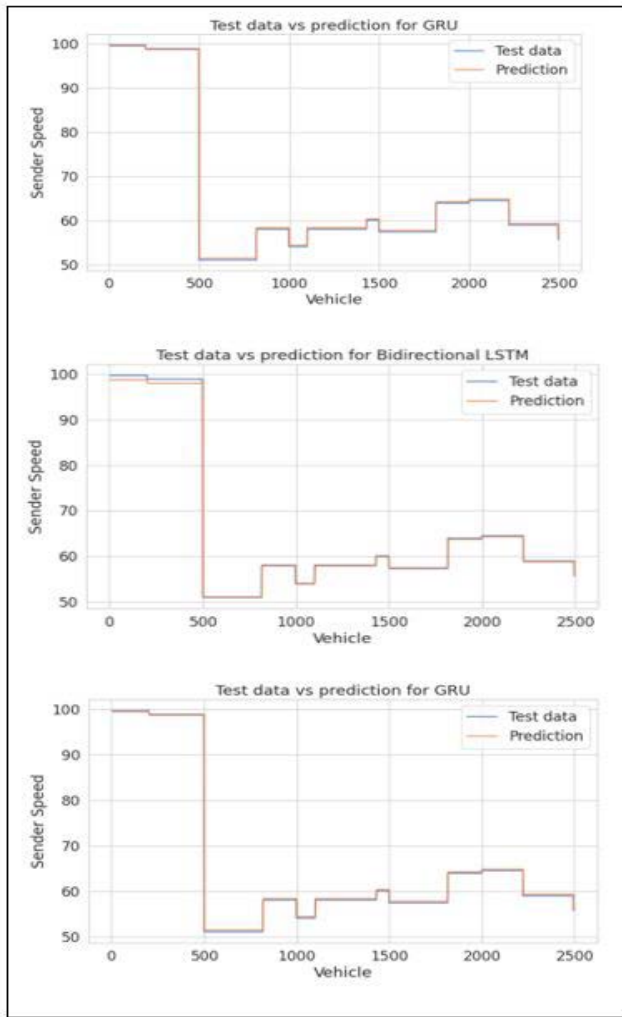 Test data vs prediction for GRU
100
90
80
70
60
50
Sender Speed
Test data
Prediction
0 500 1000 1500 2000 2500
Vehicle
Test data vs prediction for Bidirectional LSTM
100
90
80
70
60
50
Sender Speed
Test data
Prediction
0 500 1000 1500 2000 2500
Vehicle
Test data vs prediction for GRU
100
90
80
70
60
50
Sender Speed
Test data
Prediction
0 500 1000 1500 2000 2500
Vehicle